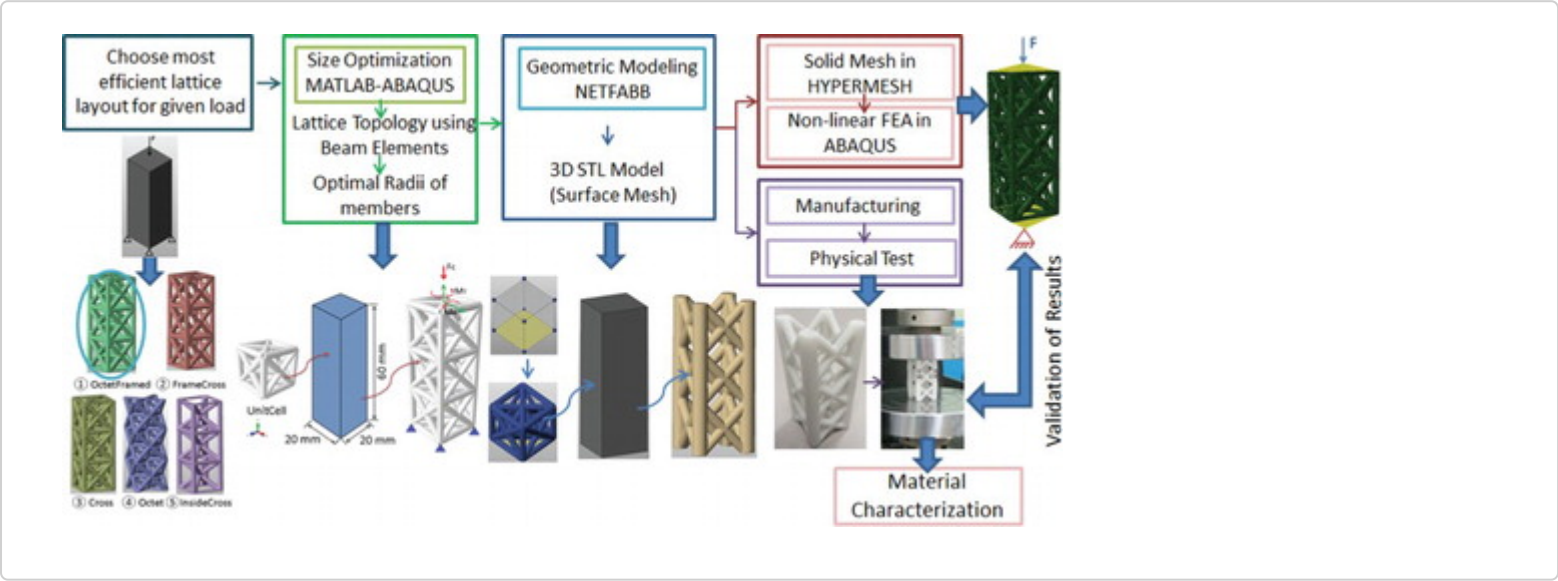 Choose most
efficient lattice
layout for given load
Size Optimization
MATLAB-ABAQUS
Lattice Topology using
Beam Elements
Optimal Radii of
members
Geometric Modeling
NETFABB
3D STL Model
(Surface Mesh)
Solid Mesh in
HYPERMESH
Non-linear FEA in
ABAQUS
Manufacturing
Physical Test
F
① OctetFramed ② FrameCross
③ Cross ④ Octet ⑤ InsideCross
UnitCell
20 mm
20 mm
60 mm
Validation of Results
Material
Characterization